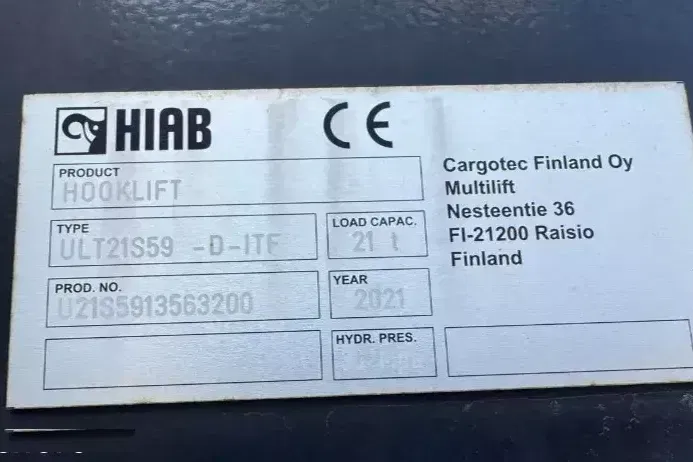 HIAB CE
PRODUCT
HOOKLIFT
TYPE
ULT21S59 -D-ITF
LOAD CAPAC.
21 t
PROD. NO.
U21S5913563200
YEAR
2021
HYDR. PRES.
Cargotec Finland Oy
Multilift
Nesteentie 36
FI-21200 Raisio
Finland